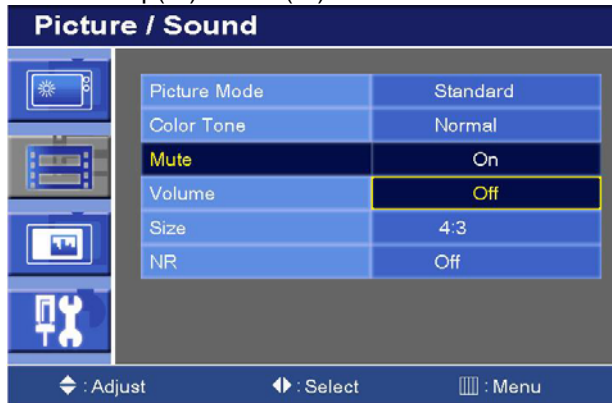 Picture / Sound
Picture Mode Standard
Color Tone Normal
Mute On
Volume Off
Size 4:3
NR Off
: Adjust : Select : Menu